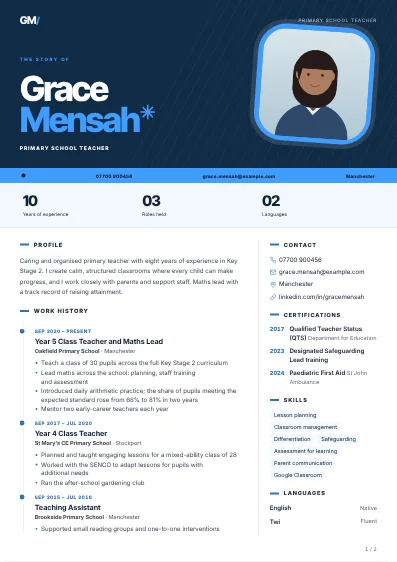 GM/
PRIMARY SCHOOL TEACHER
THE STORY OF
Grace
Mensah*
PRIMARY SCHOOL TEACHER
07700 900456
grace.mensah@example.com
Manchester
10
Years of experience
03
Roles held
02
Languages
PROFILE
Caring and organised primary teacher with eight years of experience in Key
Stage 2. I create calm, structured classrooms where every child can make
progress, and I work closely with parents and support staff. Maths lead with
a track record of raising attainment.
WORK HISTORY
SEP 2020 – PRESENT
Year 5 Class Teacher and Maths Lead
Oakfield Primary School · Manchester
• Teach a class of 30 pupils across the full Key Stage 2 curriculum
• Lead maths across the school: planning, staff training
and assessment
• Introduced daily arithmetic practice; the share of pupils meeting the
expected standard rose from 68% to 81% in two years
• Mentor two early-career teachers each year
SEP 2017 – JUL 2020
Year 4 Class Teacher
St Mary's CE Primary School · Stockport
• Planned and taught engaging lessons for a mixed-ability class of 28
• Worked with the SENCO to adapt lessons for pupils with
additional needs
• Ran the after-school gardening club
SEP 2015 – JUL 2016
Teaching Assistant
Brookside Primary School · Manchester
• Supported small reading groups and one-to-one interventions
CONTACT
07700 900456
grace.mensah@example.com
Manchester
linkedin.com/in/gracemensah
CERTIFICATIONS
2017 Qualified Teacher Status
(QTS) Department for Education
2023 Designated Safeguarding
Lead training
2024 Paediatric First Aid St John
Ambulance
SKILLS
Lesson planning
Classroom management
Differentiation Safeguarding
Assessment for learning
Parent communication
Google Classroom
LANGUAGES
English Native
Twi Fluent
1 / 2